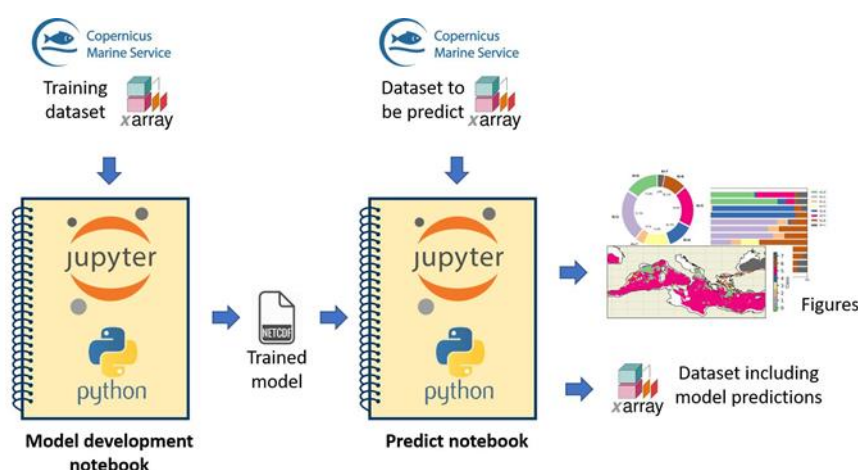 Copernicus
Marine Service
Training
dataset
xarray
Copernicus
Marine Service
Dataset to
be predict
xarray
jupyter
python
Model development
notebook
NETCDF
Trained
model
jupyter
python
Predict notebook
Figures
xarray
Dataset including
model predictions